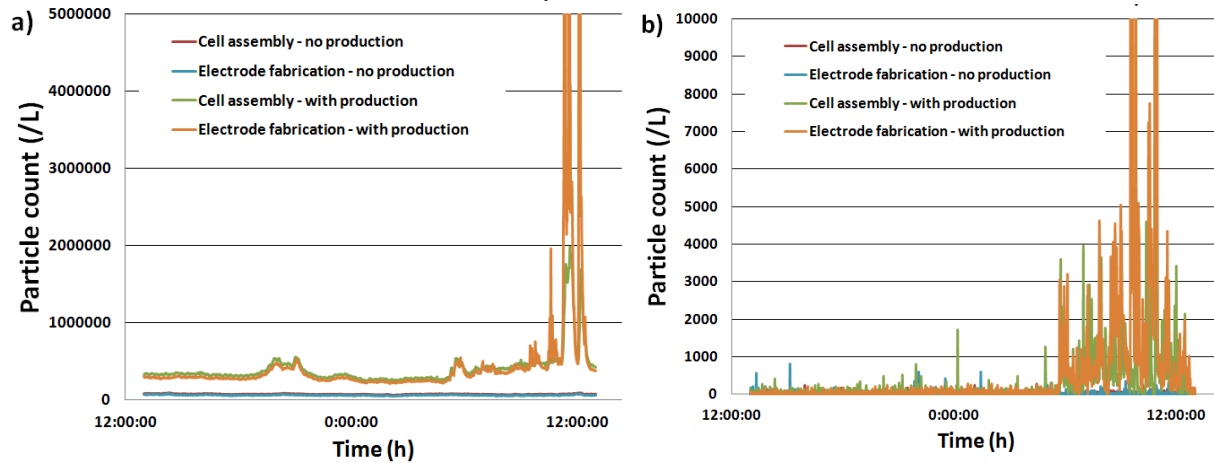 a)
5000000
4000000
3000000
2000000
1000000
0
Particle count (/L)
Cell assembly - no production
Electrode fabrication - no production
Cell assembly - with production
Electrode fabrication - with production
12:00:00
0:00:00
12:00:00
Time (h)
b)
10000
9000
8000
7000
6000
5000
4000
3000
2000
1000
0
Particle count (/L)
Cell assembly - no production
Electrode fabrication - no production
Cell assembly - with production
Electrode fabrication - with production
12:00:00
0:00:00
12:00:00
Time (h)